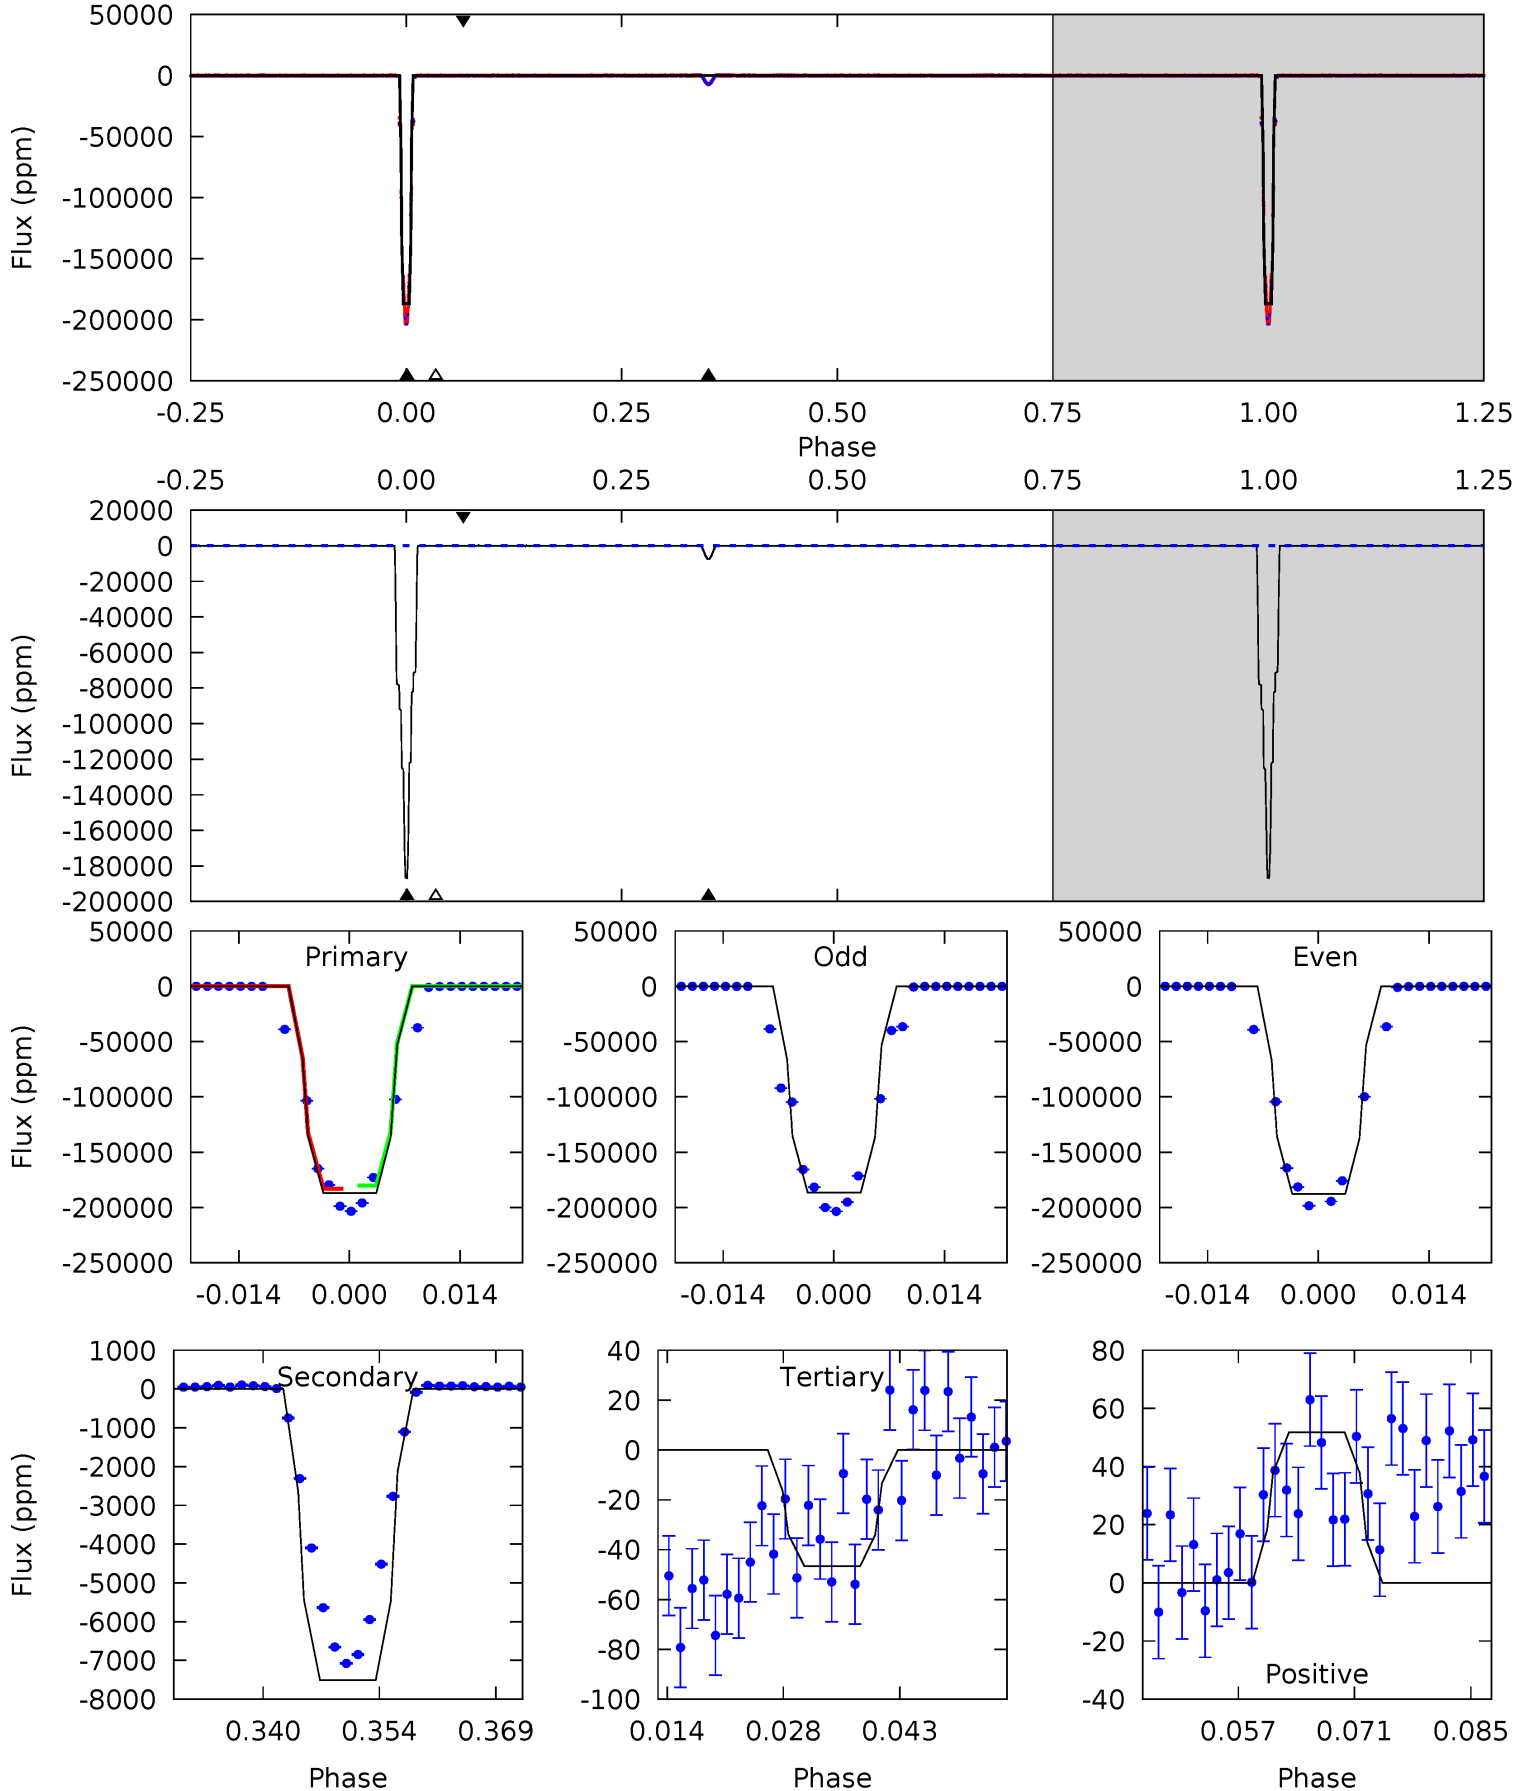 50000
0
-50000
-100000
-150000
-200000
-250000
Flux (ppm)
-0.25 0.00 0.25 0.50 0.75 1.00 1.25
Phase
-0.25 0.00 0.25 0.50 0.75 1.00 1.25
20000
0
-20000
-40000
-60000
-80000
-100000
-120000
-140000
-160000
-180000
-200000
Flux (ppm)
Primary
50000
0
-50000
-100000
-150000
-200000
-250000
Flux (ppm)
-0.014 0.000 0.014
Odd
50000
0
-50000
-100000
-150000
-200000
-250000
-0.014 0.000 0.014
Even
50000
0
-50000
-100000
-150000
-200000
-250000
-0.014 0.000 0.014
Secondary
1000
0
-1000
-2000
-3000
-4000
-5000
-6000
-7000
-8000
Flux (ppm)
0.340 0.354 0.369
Phase
Tertiary
40
20
0
-20
-40
-60
-80
-100
0.014 0.028 0.043
Phase
80
60
40
20
0
-20
-40
Positive
0.057 0.071 0.085
Phase